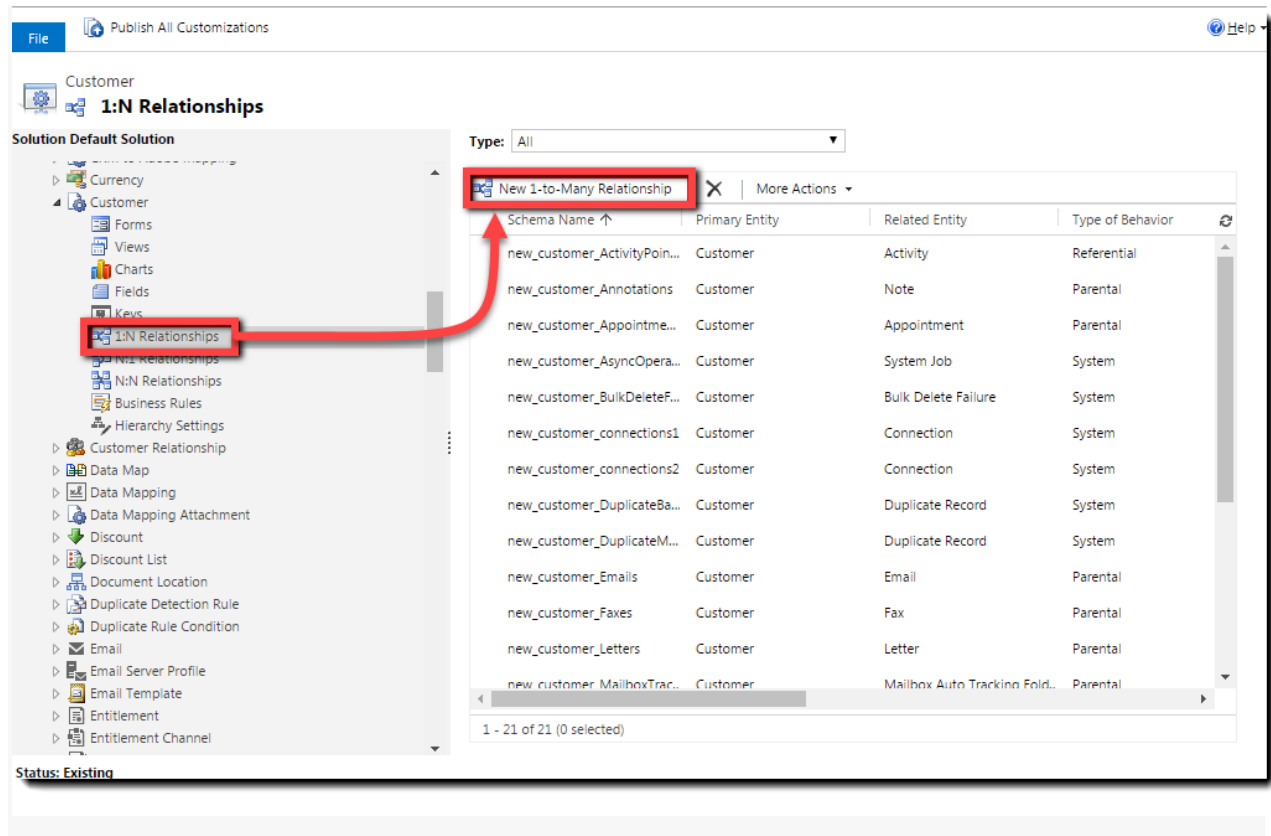 File
Publish All Customizations
Help
Customer
1:N Relationships
Solution Default Solution
Currency
Customer
Forms
Views
Charts
Fields
Keys
1:N Relationships
N:1 Relationships
N:N Relationships
Business Rules
Hierarchy Settings
Customer Relationship
Data Map
Data Mapping
Data Mapping Attachment
Discount
Discount List
Document Location
Duplicate Detection Rule
Duplicate Rule Condition
Email
Email Server Profile
Email Template
Entitlement
Entitlement Channel
Type: All
New 1-to-Many Relationship More Actions
Schema Name Primary Entity Related Entity Type of Behavior
new_customer_ActivityPoin... Customer Activity Referential
new_customer_Annotations Customer Note Parental
new_customer_Appointme... Customer Appointment Parental
new_customer_AsyncOpera... Customer System Job System
new_customer_BulkDeleteF... Customer Bulk Delete Failure System
new_customer_connections1 Customer Connection System
new_customer_connections2 Customer Connection System
new_customer_DuplicateBa... Customer Duplicate Record System
new_customer_DuplicateM... Customer Duplicate Record System
new_customer_Emails Customer Email Parental
new_customer_Faxes Customer Fax Parental
new_customer_Letters Customer Letter Parental
new_customer_MailboxTrac... Customer Mailbox Auto Tracking Fold... Parental
1 - 21 of 21 (0 selected)
Status: Existing